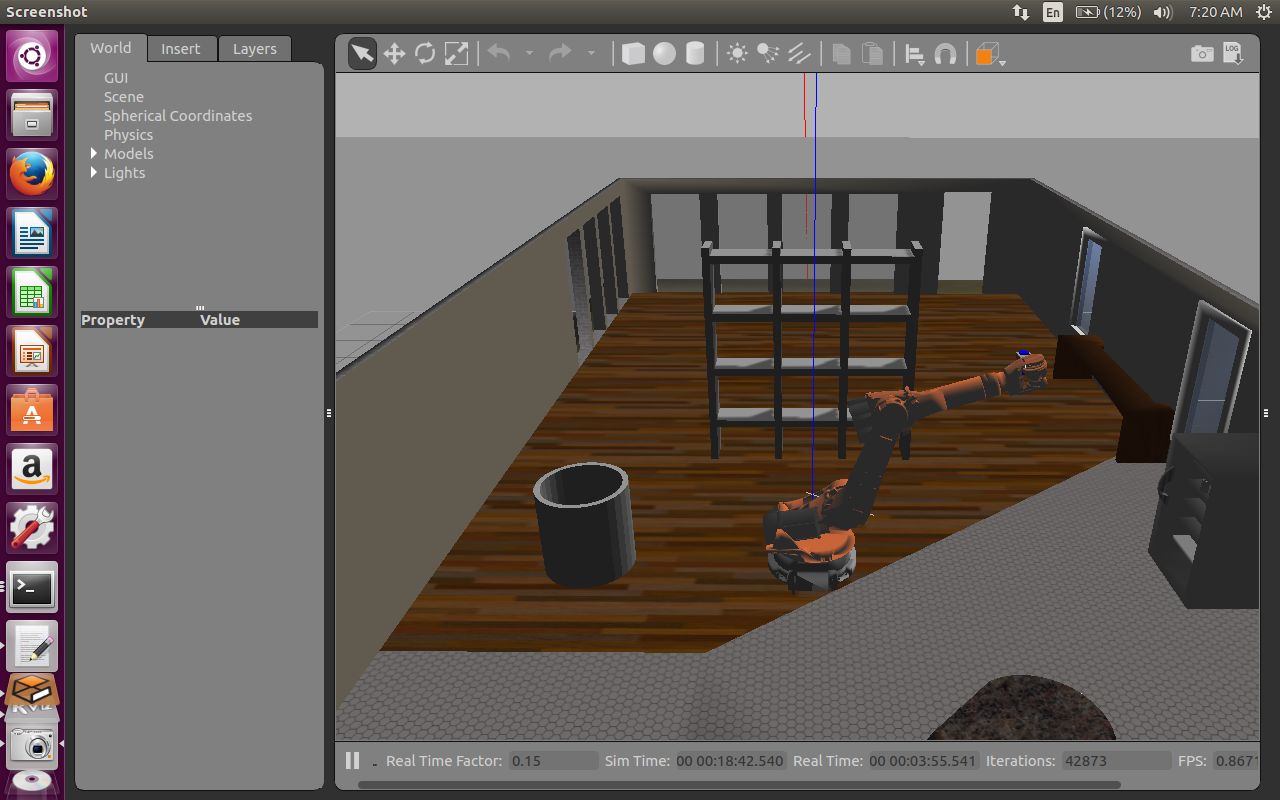 Screenshot
En
(12%)
7:20 AM
World
Insert
Layers
GUI
Scene
Spherical Coordinates
Physics
Models
Lights
Property
Value
LOG
Real Time Factor:
0.15
Sim Time:
00 00:18:42.540
Real Time:
00 00:03:55.541
Iterations:
42873
FPS:
0.8671